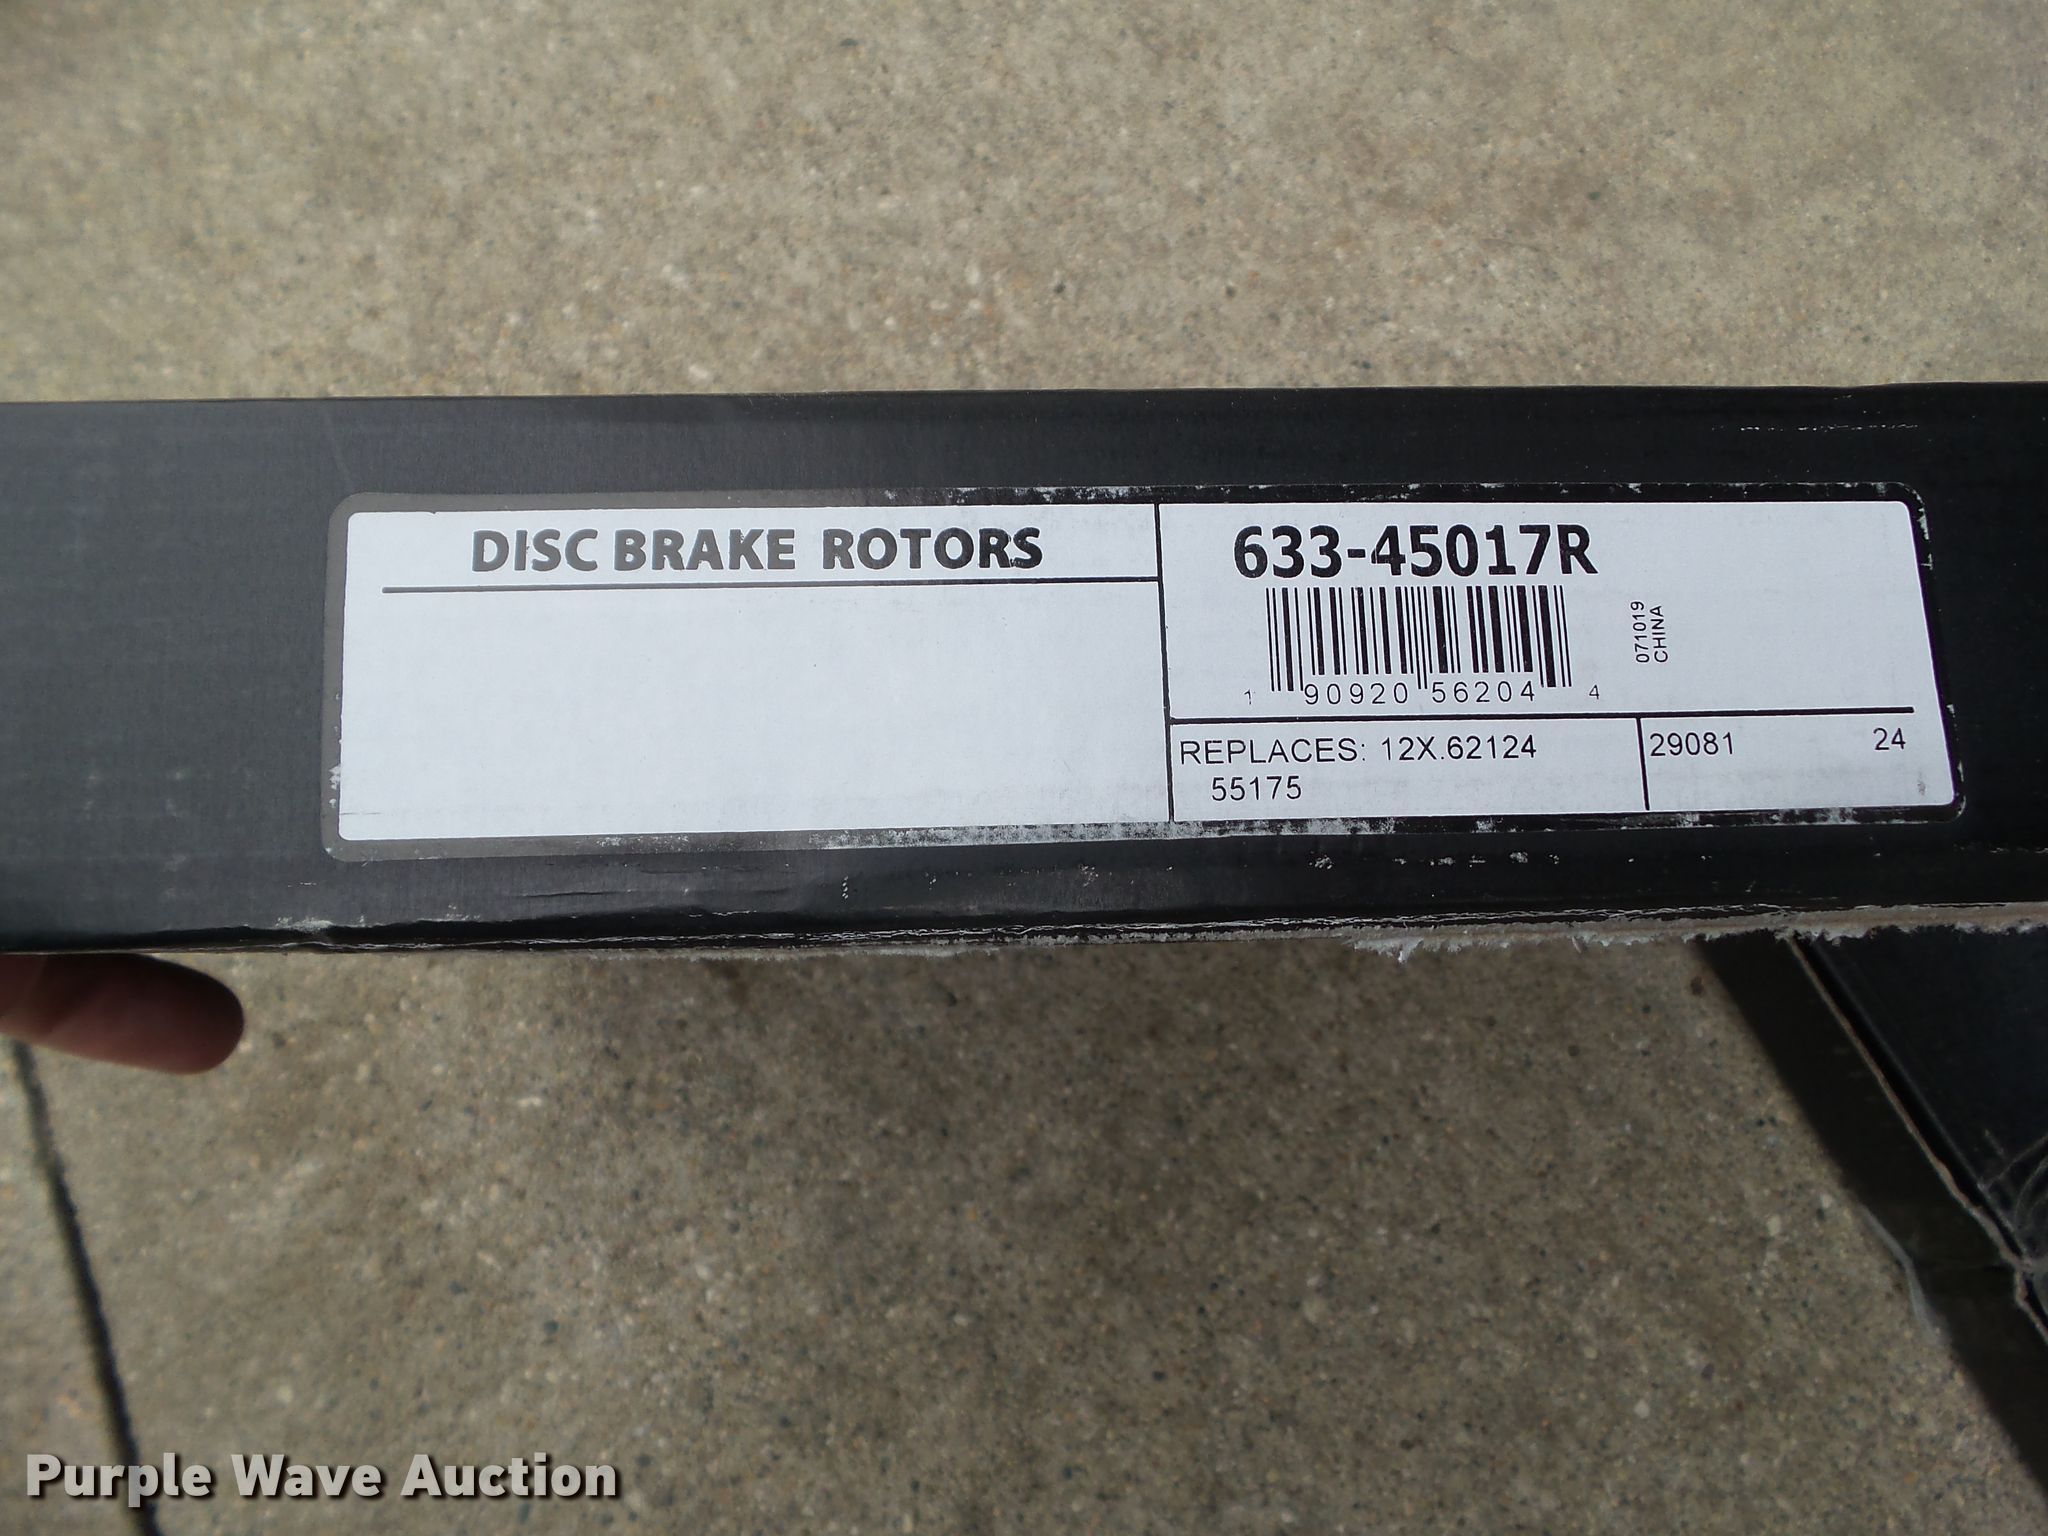 DISC BRAKE ROTORS
633-45017R
1 90920 56204 4
071019
CHINA
REPLACES: 12X.62124
55175
29081 24
Purple Wave Auction